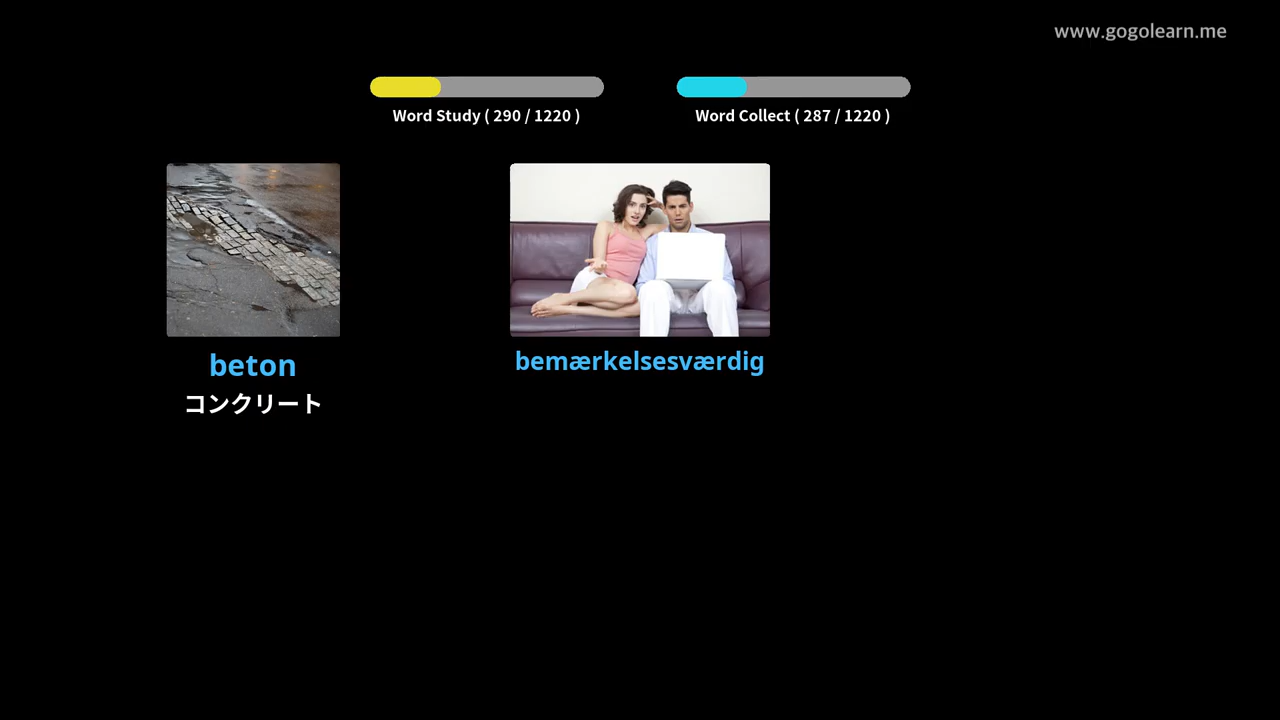 www.gogolearn.me
Word Study ( 290 / 1220 )
Word Collect ( 287 / 1220 )
beton
コンクリート
bemærkelsesværdig